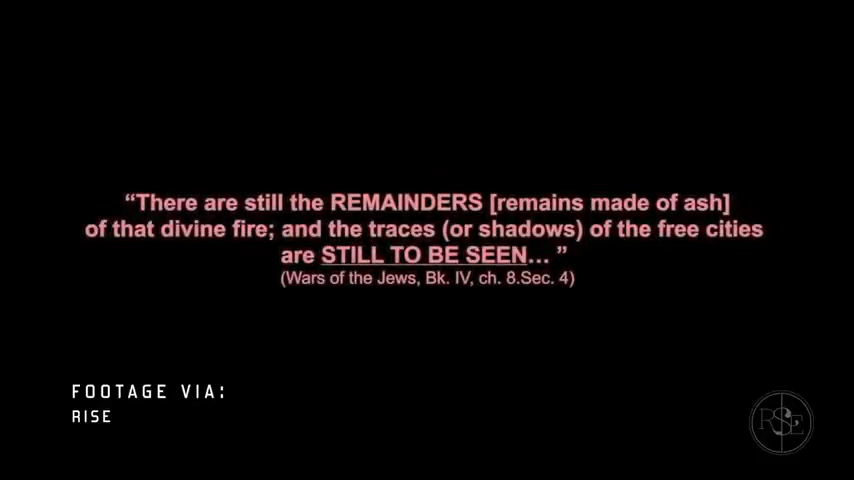 “There are still the REMAINDERS [remains made of ash]
of that divine fire; and the traces (or shadows) of the free cities
are STILL TO BE SEEN… ”
(Wars of the Jews, Bk. IV, ch. 8.Sec. 4)
FOOTAGE VIA:
RISE
RSE